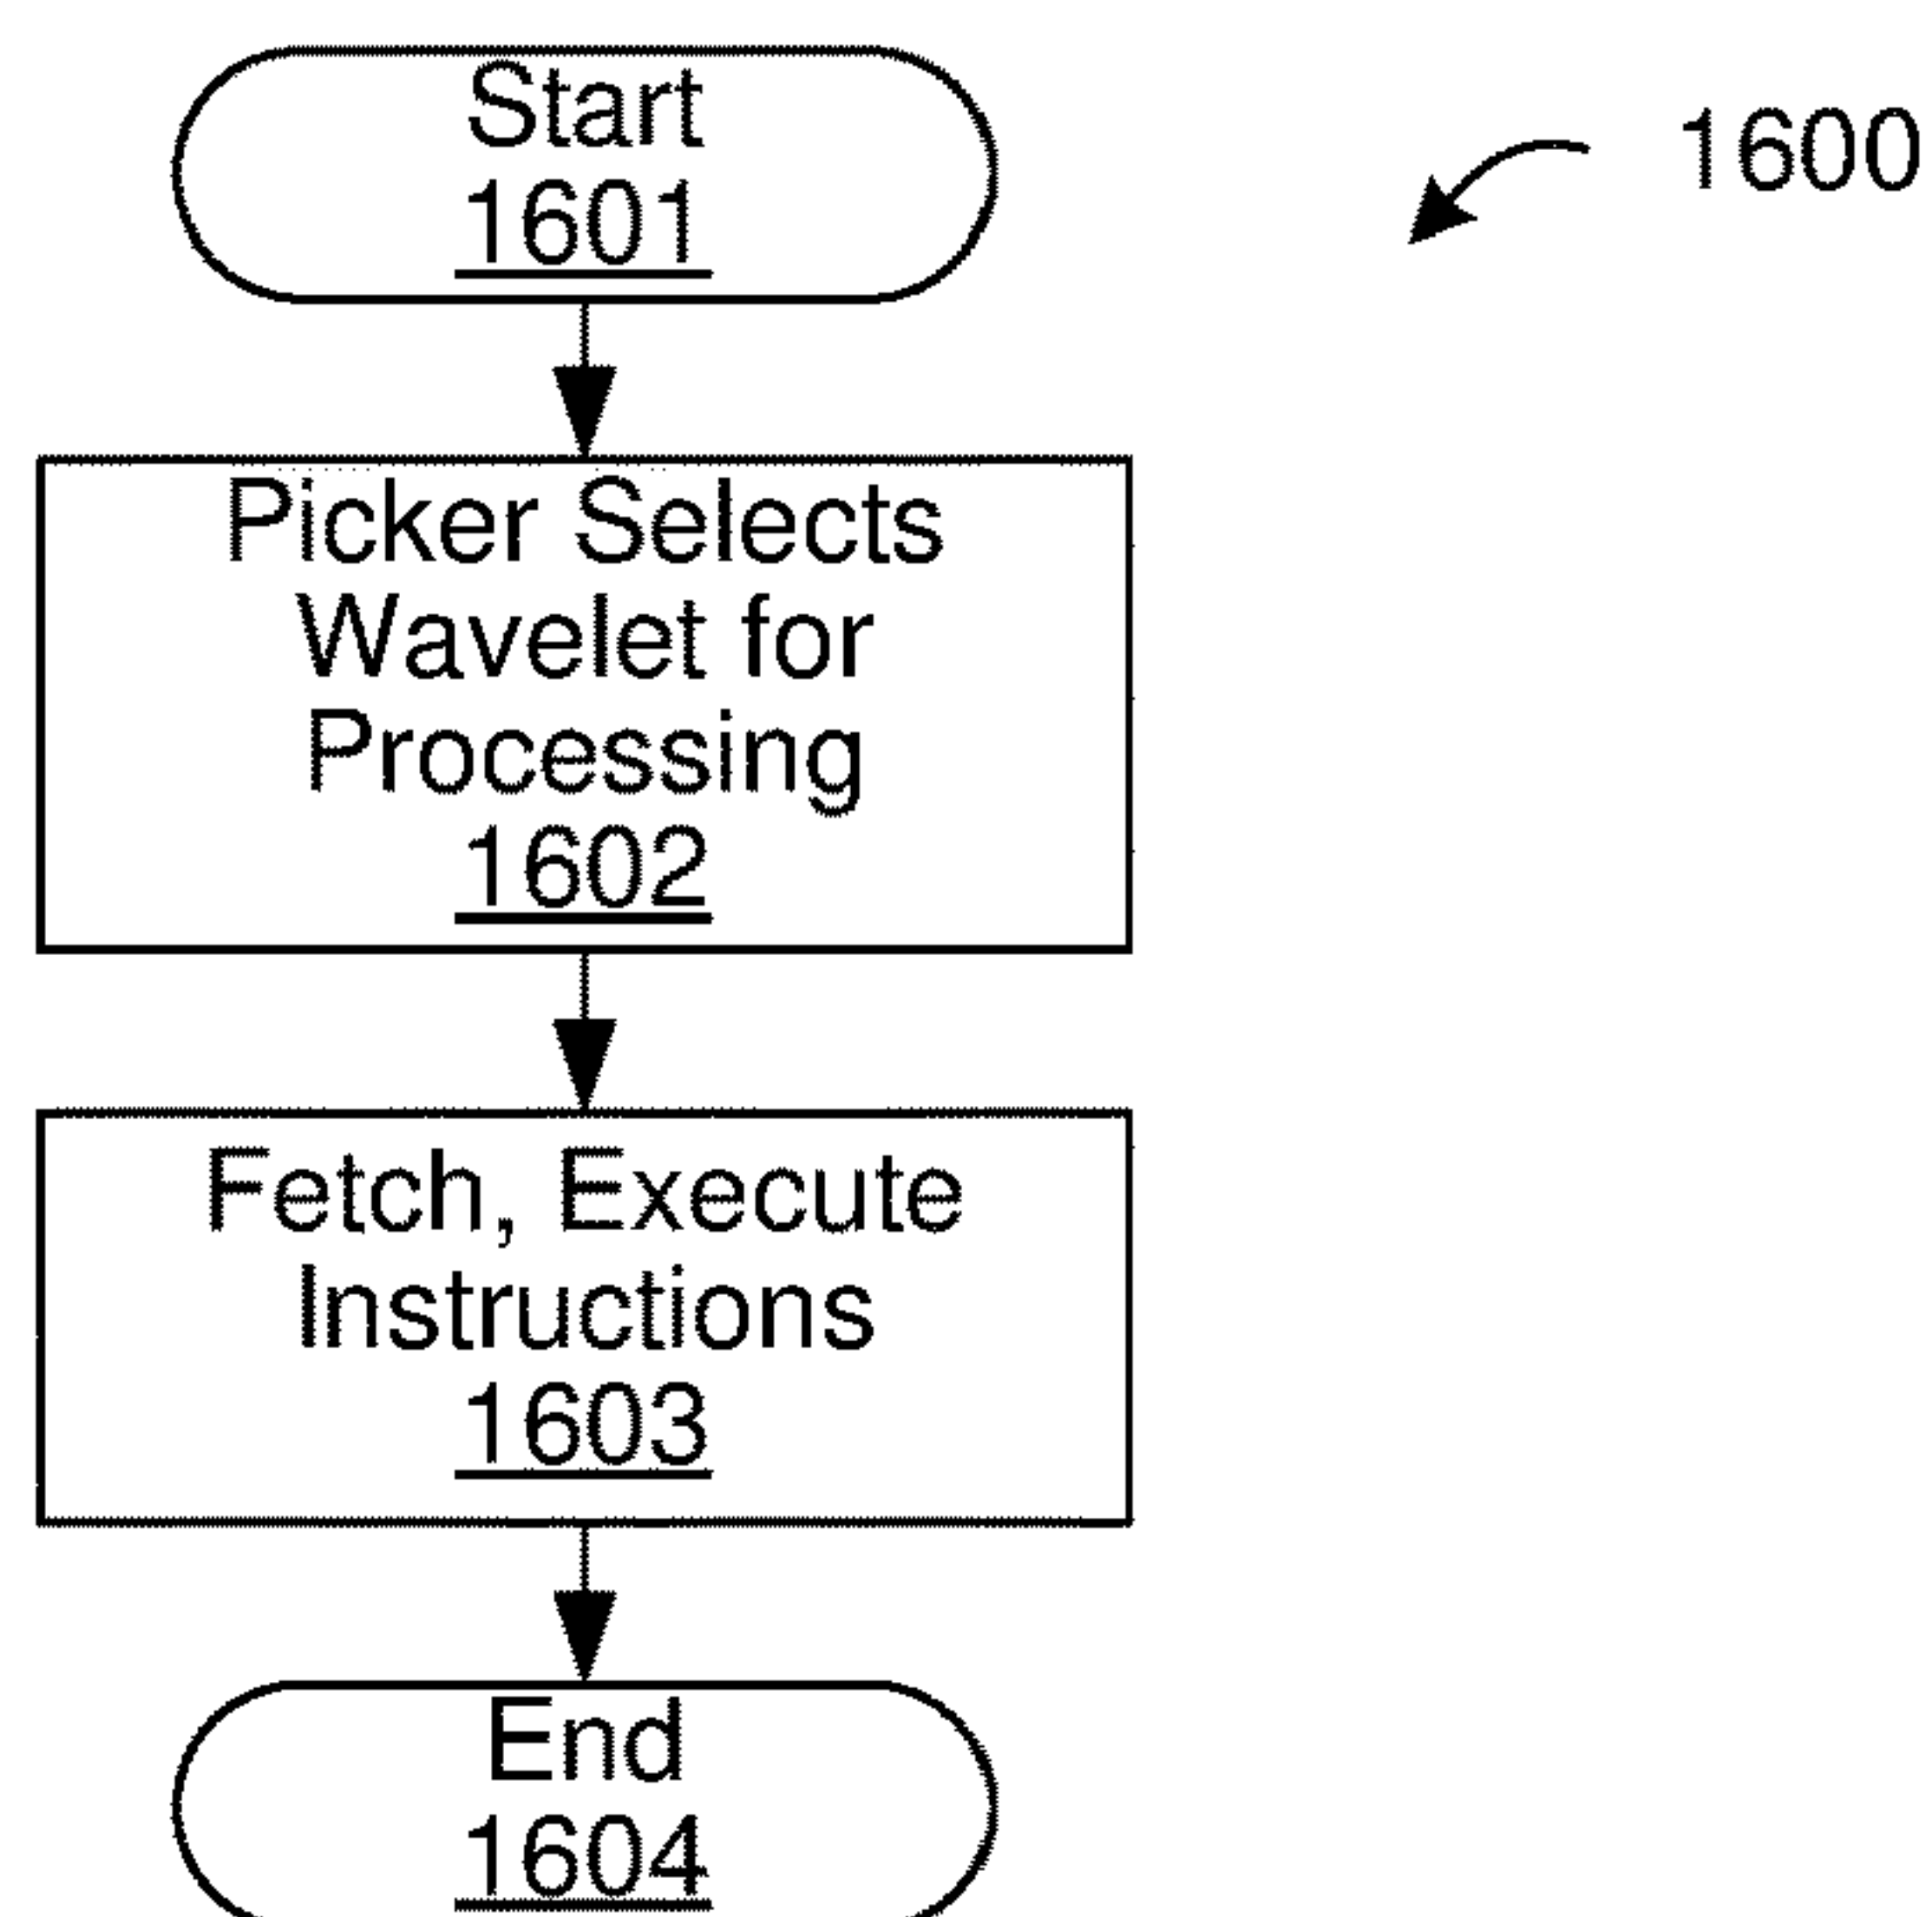 Start
1601
1600
Picker Selects
Wavelet for
Processing
1602
Fetch, Execute
Instructions
1603
End
1604